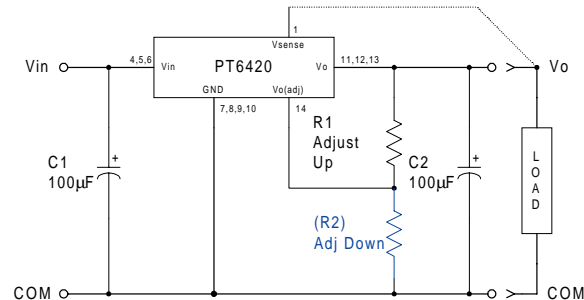 1
Vsense
Vin
4,5,6
Vin
PT6420
Vo
11,12,13
Vo
GND
Vo(adj)
7,8,9,10
14
R1
Adjust
Up
C1
100µF
+
C2
100µF
+
LOAD
(R2)
Adj Down
COM
COM